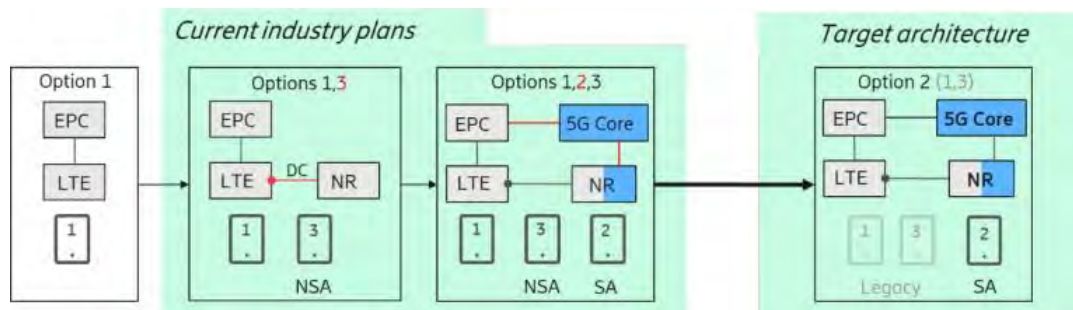 Current industry plans
Target architecture
Option 1
EPC
LTE
1
Options 1,3
EPC
LTE
DC
NR
1
3
NSA
Options 1,2,3
EPC
5G Core
LTE
NR
1
3
2
NSA
SA
Option 2 (1,3)
EPC
5G Core
LTE
NR
1
3
2
Legacy
SA